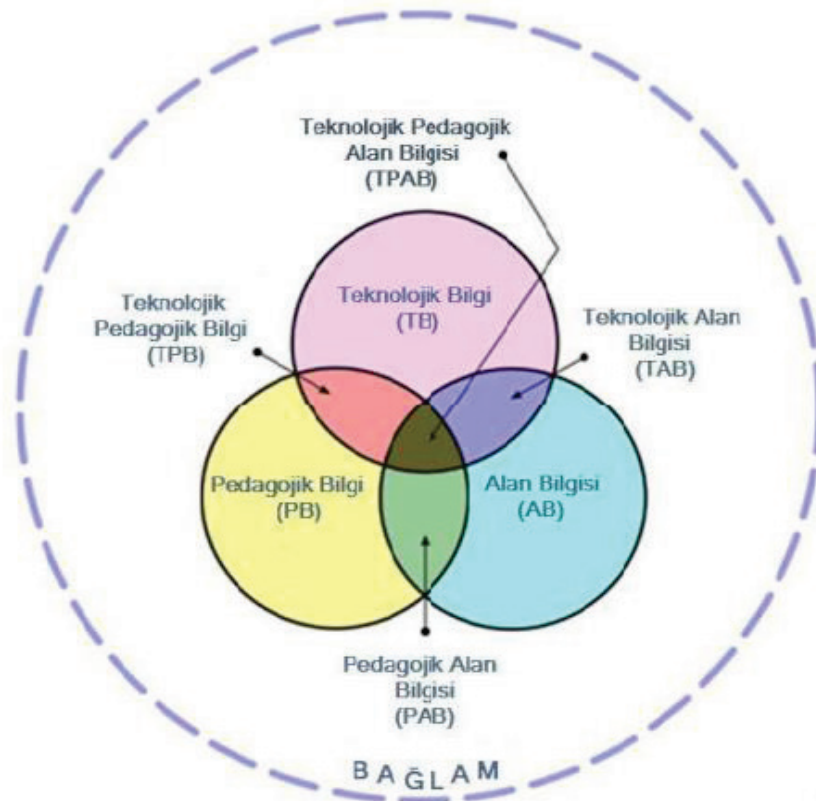 Teknolojik Pedagojik
Alan Bilgisi
(TPAB)
Teknolojik Bilgi
(TB)
Teknolojik
Pedagojik Bilgi
(TPB)
Teknolojik Alan
Bilgisi
(TAB)
Pedagojik Bilgi
(PB)
Alan Bilgisi
(AB)
Pedagojik Alan
Bilgisi
(PAB)
BAĞLAM